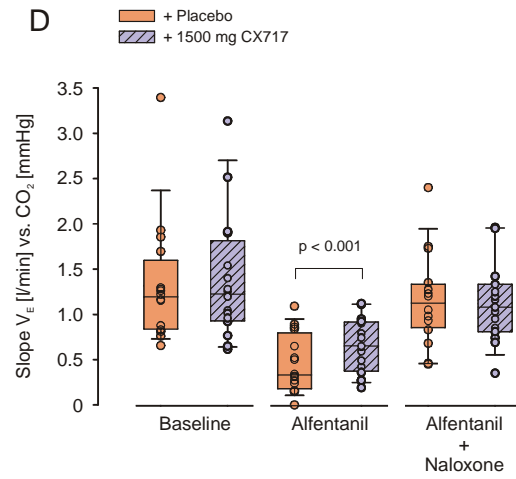 D
+ Placebo
+ 1500 mg CX717
Slope V_E [l/min] vs. CO₂ [mmHg]
3.5
3.0
2.5
2.0
1.5
1.0
0.5
0
p < 0.001
Baseline
Alfentanil
Alfentanil
+
Naloxone